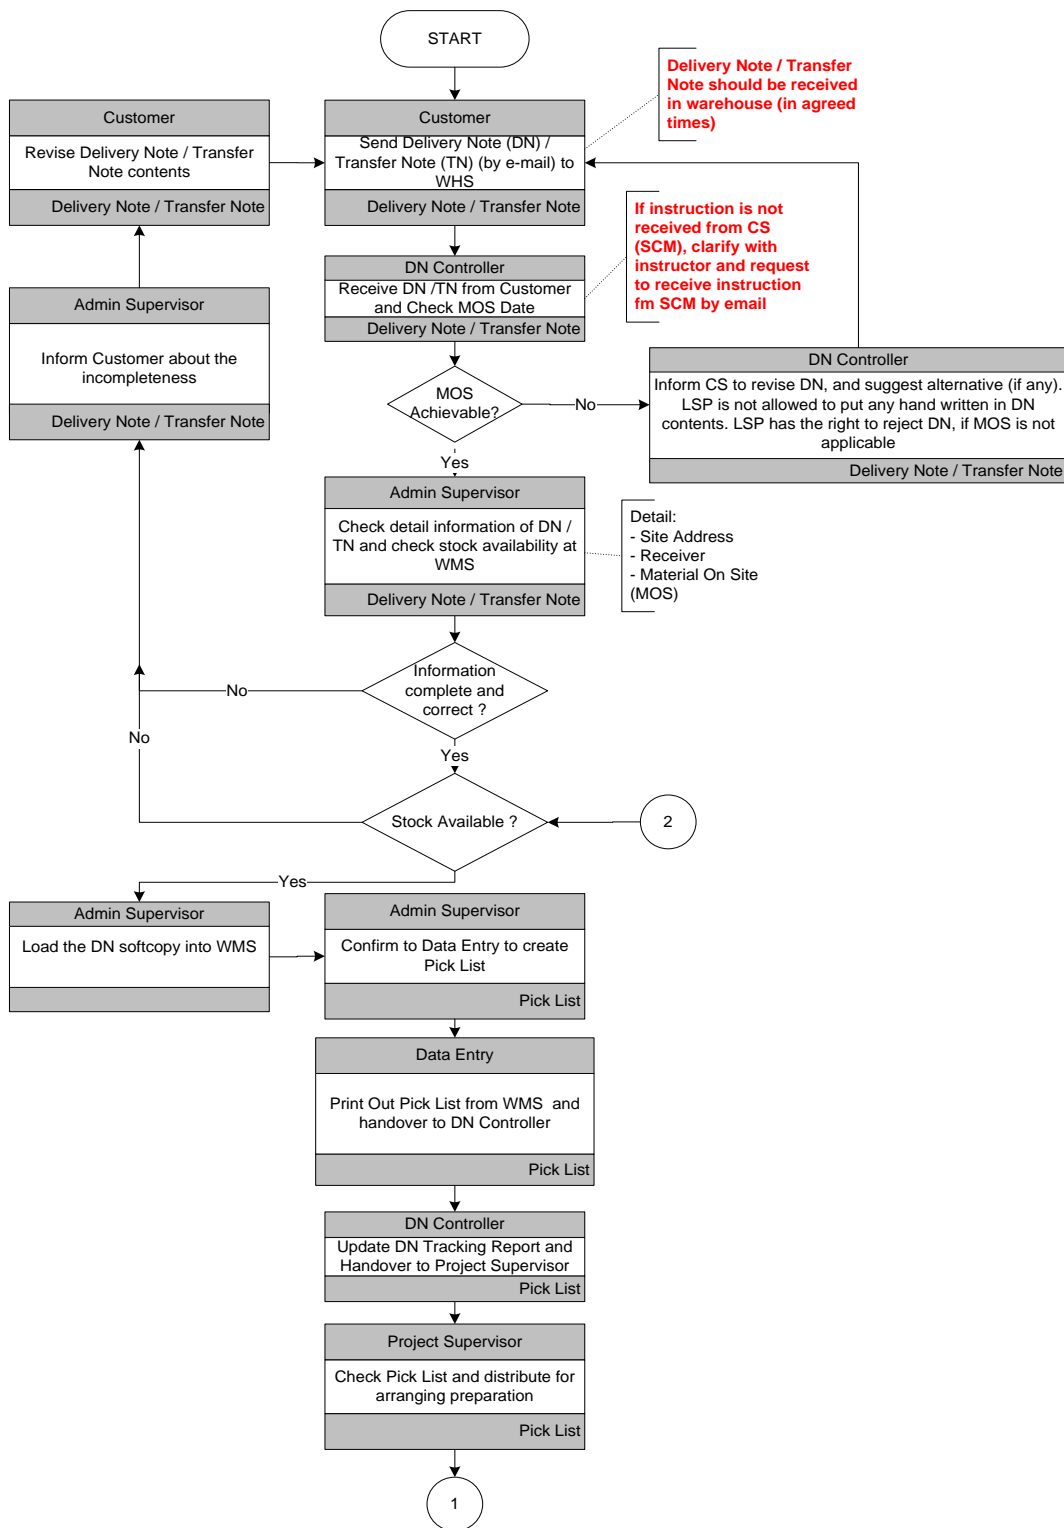 START
Delivery Note / Transfer
Note should be received
in warehouse (in agreed
times)
Customer
Revise Delivery Note / Transfer
Note contents
Delivery Note / Transfer Note
Customer
Send Delivery Note (DN) /
Transfer Note (TN) (by e-mail) to
WHS
Delivery Note / Transfer Note
If instruction is not
received from CS
(SCM), clarify with
instructor and request
to receive instruction
fm SCM by email
DN Controller
Receive DN /TN from Customer
and Check MOS Date
Delivery Note / Transfer Note
Admin Supervisor
Inform Customer about the
incompleteness
Delivery Note / Transfer Note
MOS
Achievable?
No
DN Controller
Inform CS to revise DN, and suggest alternative (if any).
LSP is not allowed to put any hand written in DN
contents. LSP has the right to reject DN, if MOS is not
applicable
Delivery Note / Transfer Note
Yes
Admin Supervisor
Check detail information of DN /
TN and check stock availability at
WMS
Delivery Note / Transfer Note
Detail:
- Site Address
- Receiver
- Material On Site
(MOS)
Information
complete and
correct ?
No
No
Yes
Stock Available ?
2
Yes
Admin Supervisor
Load the DN softcopy into WMS
Admin Supervisor
Confirm to Data Entry to create
Pick List
Pick List
Data Entry
Print Out Pick List from WMS  and
handover to DN Controller
Pick List
DN Controller
Update DN Tracking Report and
Handover to Project Supervisor
Pick List
Project Supervisor
Check Pick List and distribute for
arranging preparation
Pick List
1